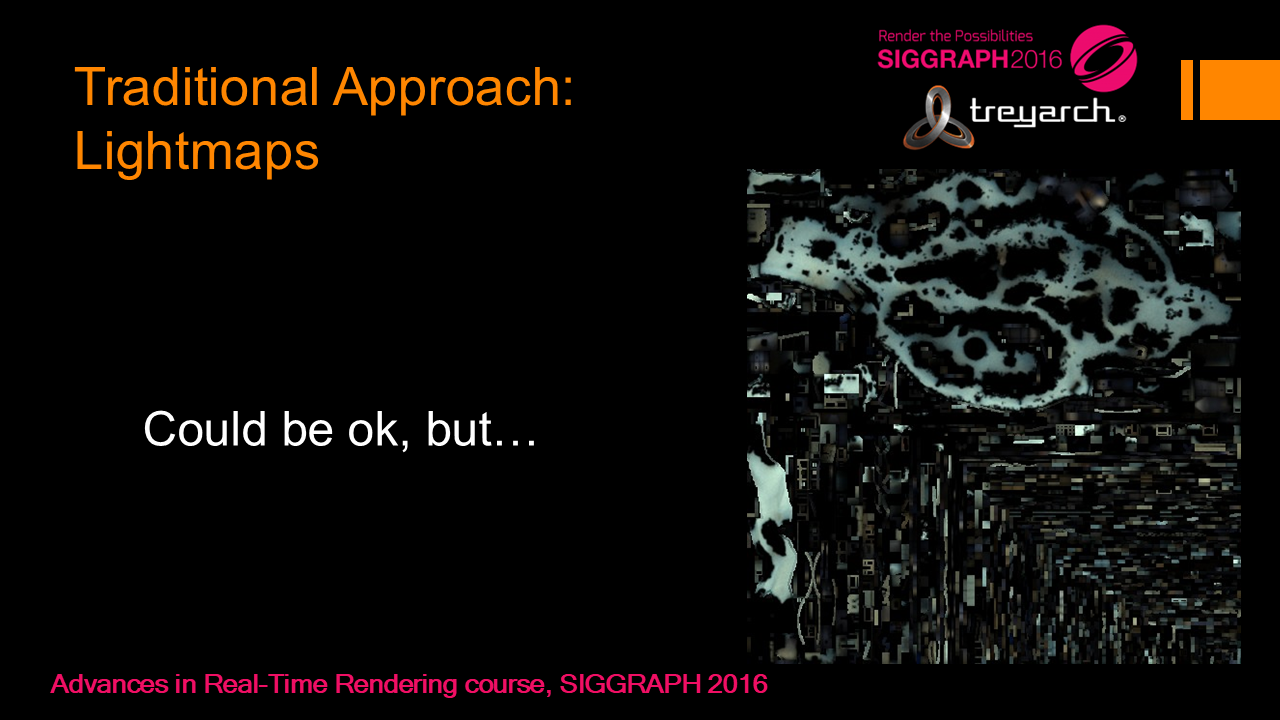 Traditional Approach:
Lightmaps
Render the Possibilities
SIGGRAPH2016
treyarch®
Could be ok, but…
Advances in Real-Time Rendering course, SIGGRAPH 2016